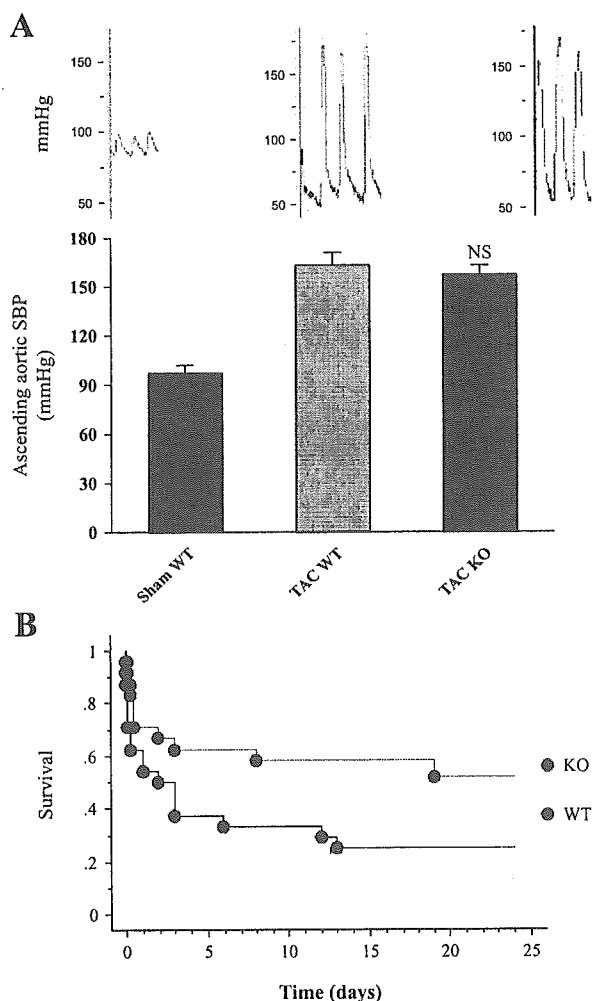 A
mmHg
150
100
50
150
100
50
150
100
50
Ascending aortic SBP
(mmHg)
180
150
120
90
60
30
0
NS
Sham WT
TAC WT
TAC KO
B
Survival
1
.8
.6
.4
.2
0
KO
WT
0
5
10
15
20
25
Time (days)